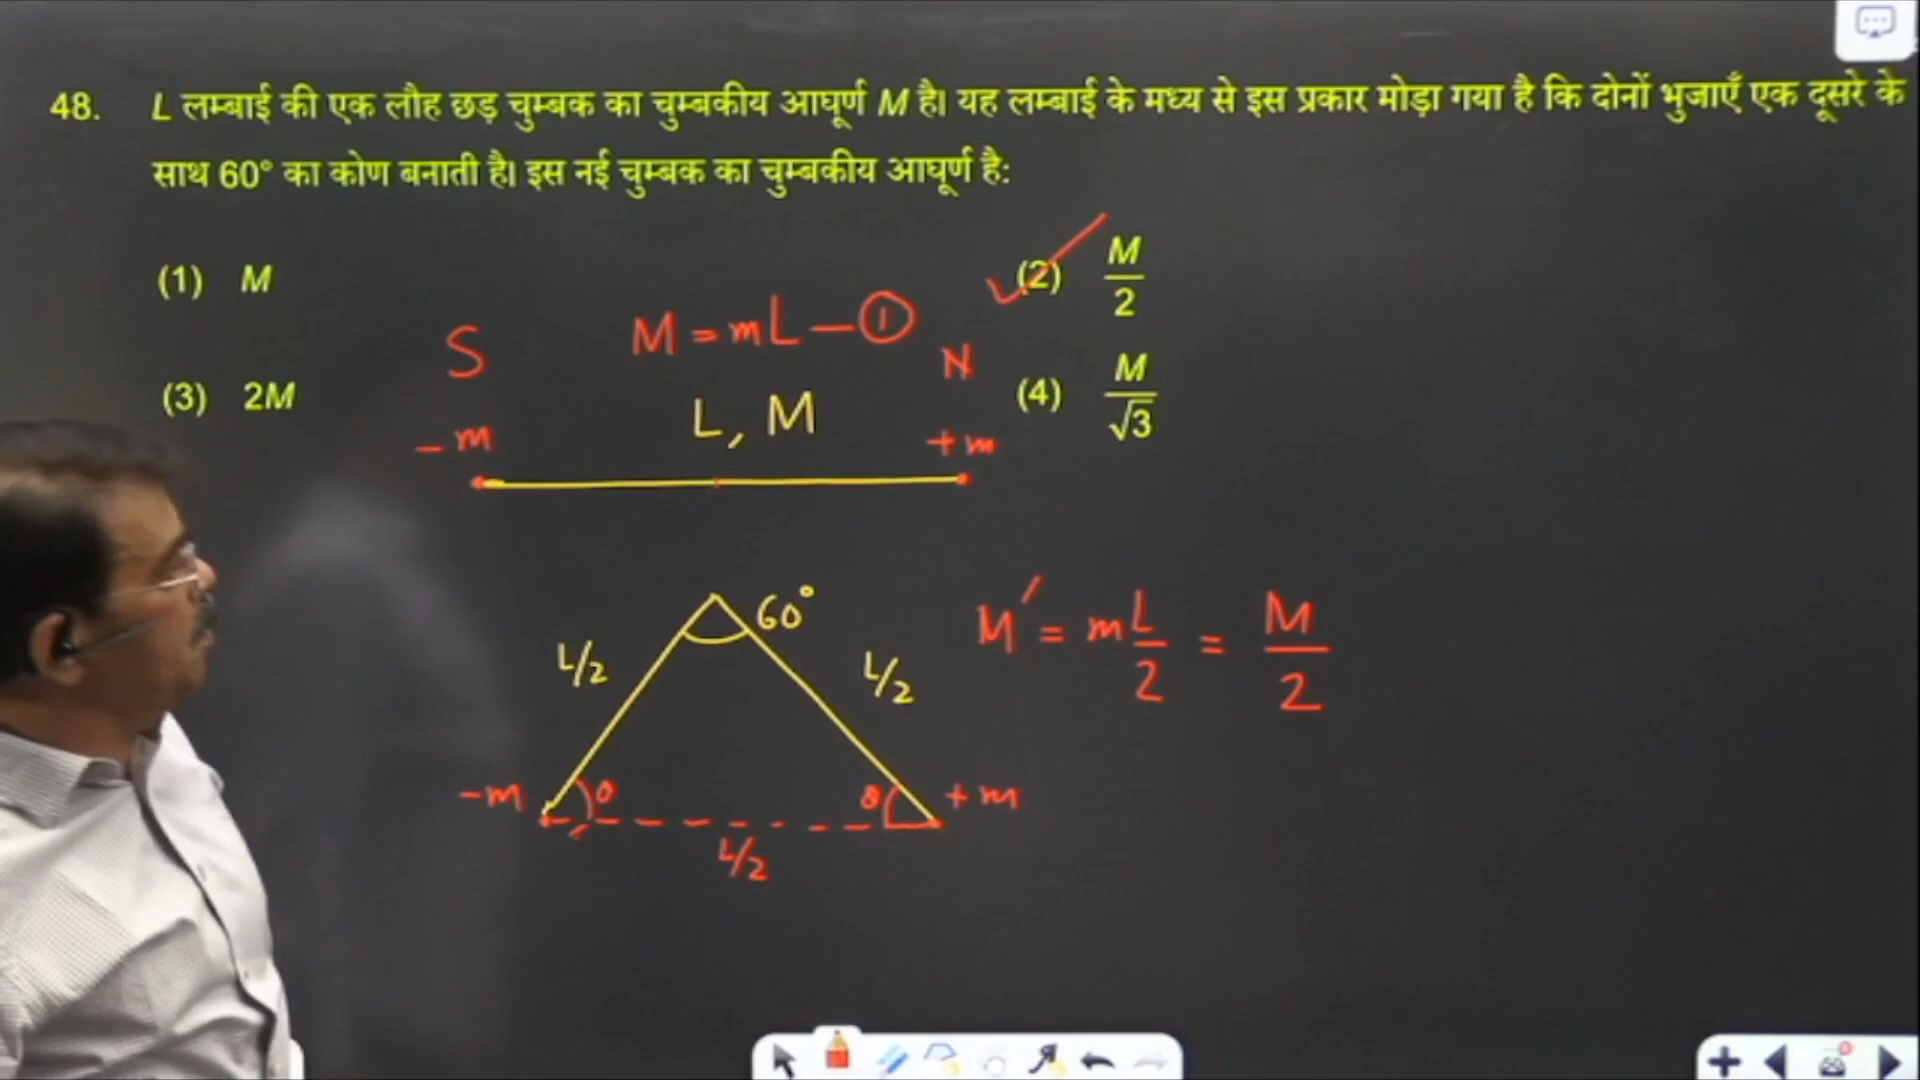 48. L लम्बाई की एक लौह छड़ चुम्बक का चुम्बकीय आघूर्ण M है। यह लम्बाई के मध्य से इस प्रकार मोड़ा गया है कि दोनों भुजाएँ एक दूसरे के
साथ 60° का कोण बनाती है। इस नई चुम्बक का चुम्बकीय आघूर्ण है:
(1) M
(2) M/2
(3) 2M
(4) M/√3
M = mL — ①
S N
L, M
- m + m
60°
L/2 L/2
M′ = m L/2 = M/2
-m θ θ + m
L/2